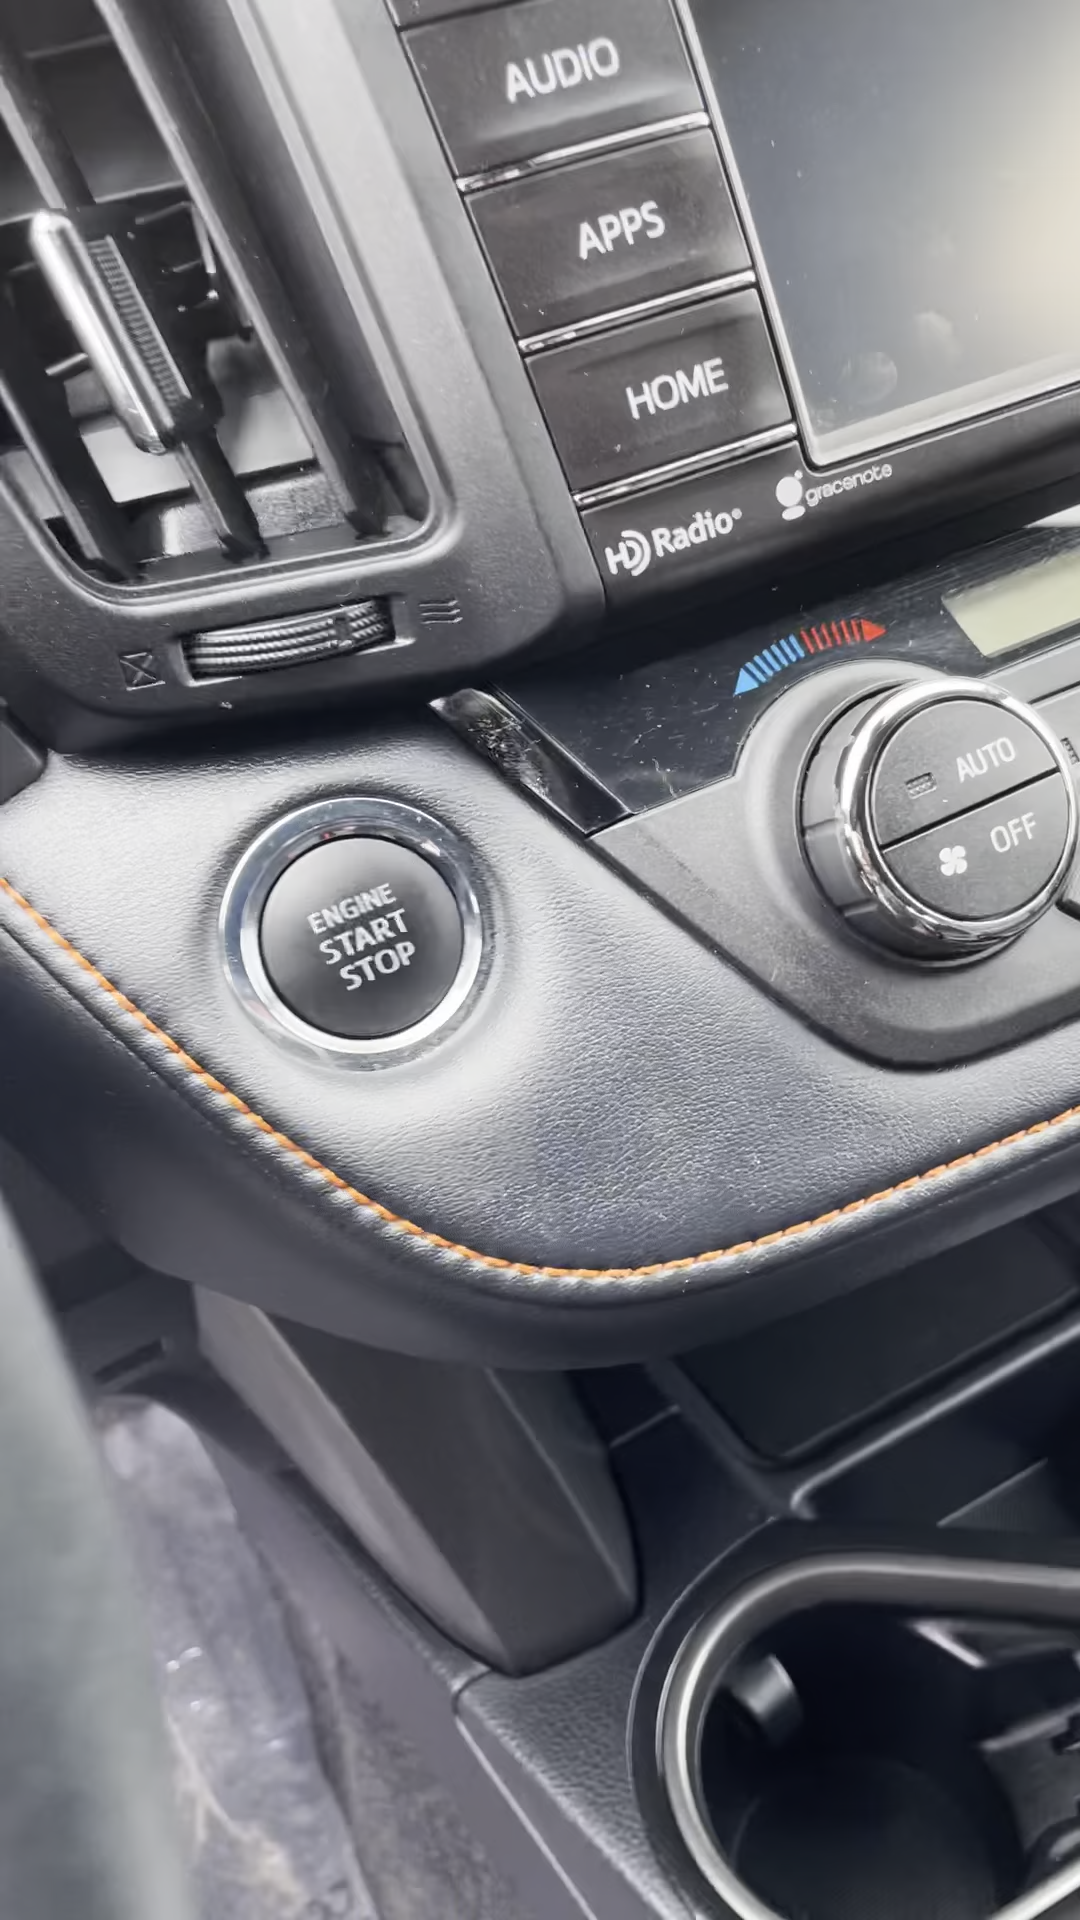 AUDIO
APPS
HOME
HD Radio®
gracenote
AUTO
OFF
ENGINE
START
STOP